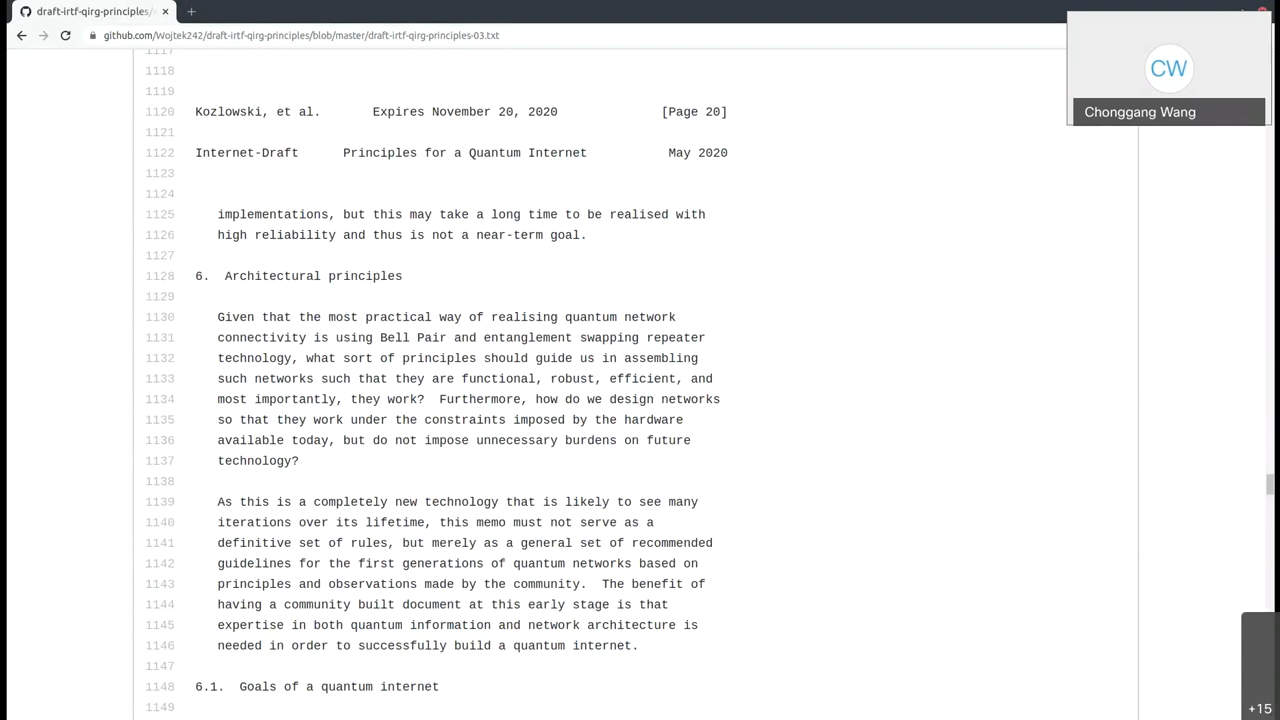 draft-irtf-qirg-principles/
github.com/Wojtek242/draft-irtf-qirg-principles/blob/master/draft-irtf-qirg-principles-03.txt
CW
Chonggang Wang
1117
1118
1119
1120 Kozlowski, et al. Expires November 20, 2020 [Page 20]
1121
1122 Internet-Draft Principles for a Quantum Internet May 2020
1123
1124
1125 implementations, but this may take a long time to be realised with
1126 high reliability and thus is not a near-term goal.
1127
1128 6. Architectural principles
1129
1130 Given that the most practical way of realising quantum network
1131 connectivity is using Bell Pair and entanglement swapping repeater
1132 technology, what sort of principles should guide us in assembling
1133 such networks such that they are functional, robust, efficient, and
1134 most importantly, they work? Furthermore, how do we design networks
1135 so that they work under the constraints imposed by the hardware
1136 available today, but do not impose unnecessary burdens on future
1137 technology?
1138
1139 As this is a completely new technology that is likely to see many
1140 iterations over its lifetime, this memo must not serve as a
1141 definitive set of rules, but merely as a general set of recommended
1142 guidelines for the first generations of quantum networks based on
1143 principles and observations made by the community. The benefit of
1144 having a community built document at this early stage is that
1145 expertise in both quantum information and network architecture is
1146 needed in order to successfully build a quantum internet.
1147
1148 6.1. Goals of a quantum internet
1149
+15